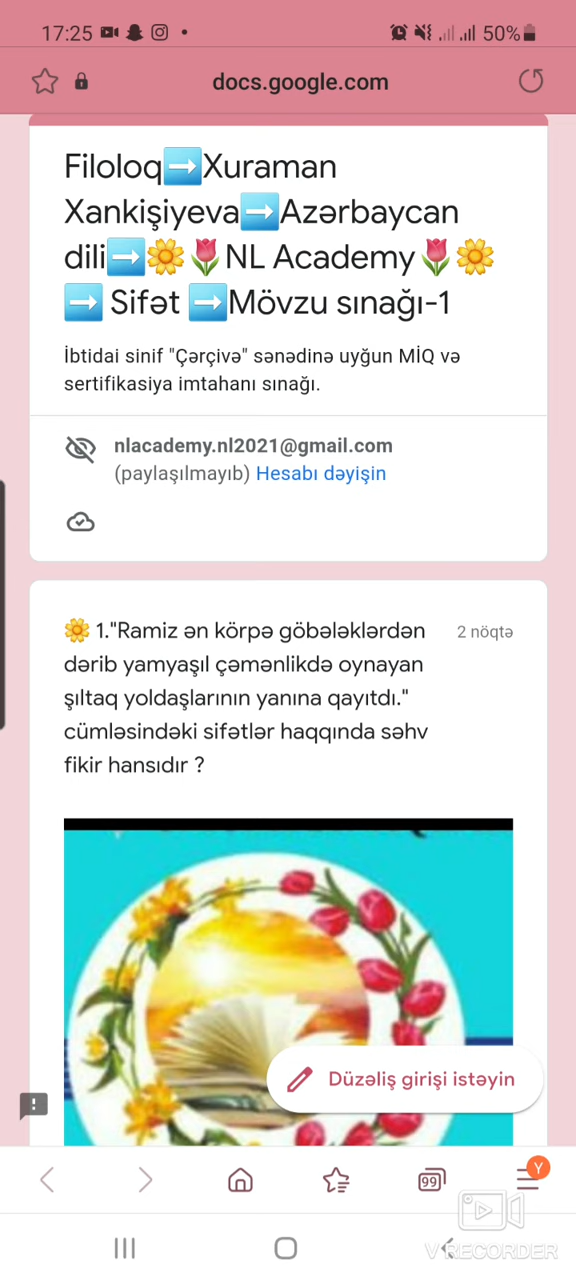 17:25
50%
docs.google.com
Filoloq➡️Xuraman
Xankişiyeva➡️Azərbaycan
dili➡️🌼🌷NL Academy🌷🌼
➡️ Sifət ➡️Mövzu sınağı-1
İbtidai sinif "Çərçivə" sənədinə uyğun MİQ və
sertifikasiya imtahanı sınağı.
nlacademy.nl2021@gmail.com
(paylaşılmayıb) Hesabı dəyişin
🌼 1."Ramiz ən körpə göbələklərdən
2 nöqtə
dərib yamyaşıl çəmənlikdə oynayan
şıltaq yoldaşlarının yanına qayıtdı."
cümləsindəki sifətlər haqqında səhv
fikir hansıdır ?
Düzəliş girişi istəyin
99
Y
V RECORDER